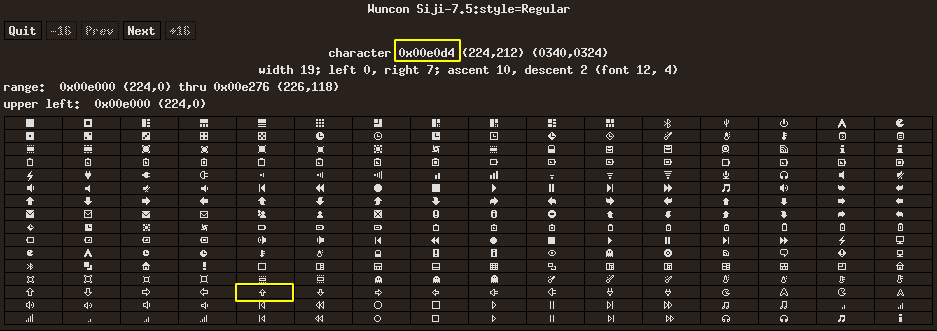 Wuncon Siji-7.5:style=Regular
Quit -16 Prev Next +16
character 0x00e0d4 (224,212) (0340,0324)
width 19; left 0, right 7; ascent 10, descent 2 (font 12, 4)
range: 0x00e000 (224,0) thru 0x00e276 (226,118)
upper left: 0x00e000 (224,0)